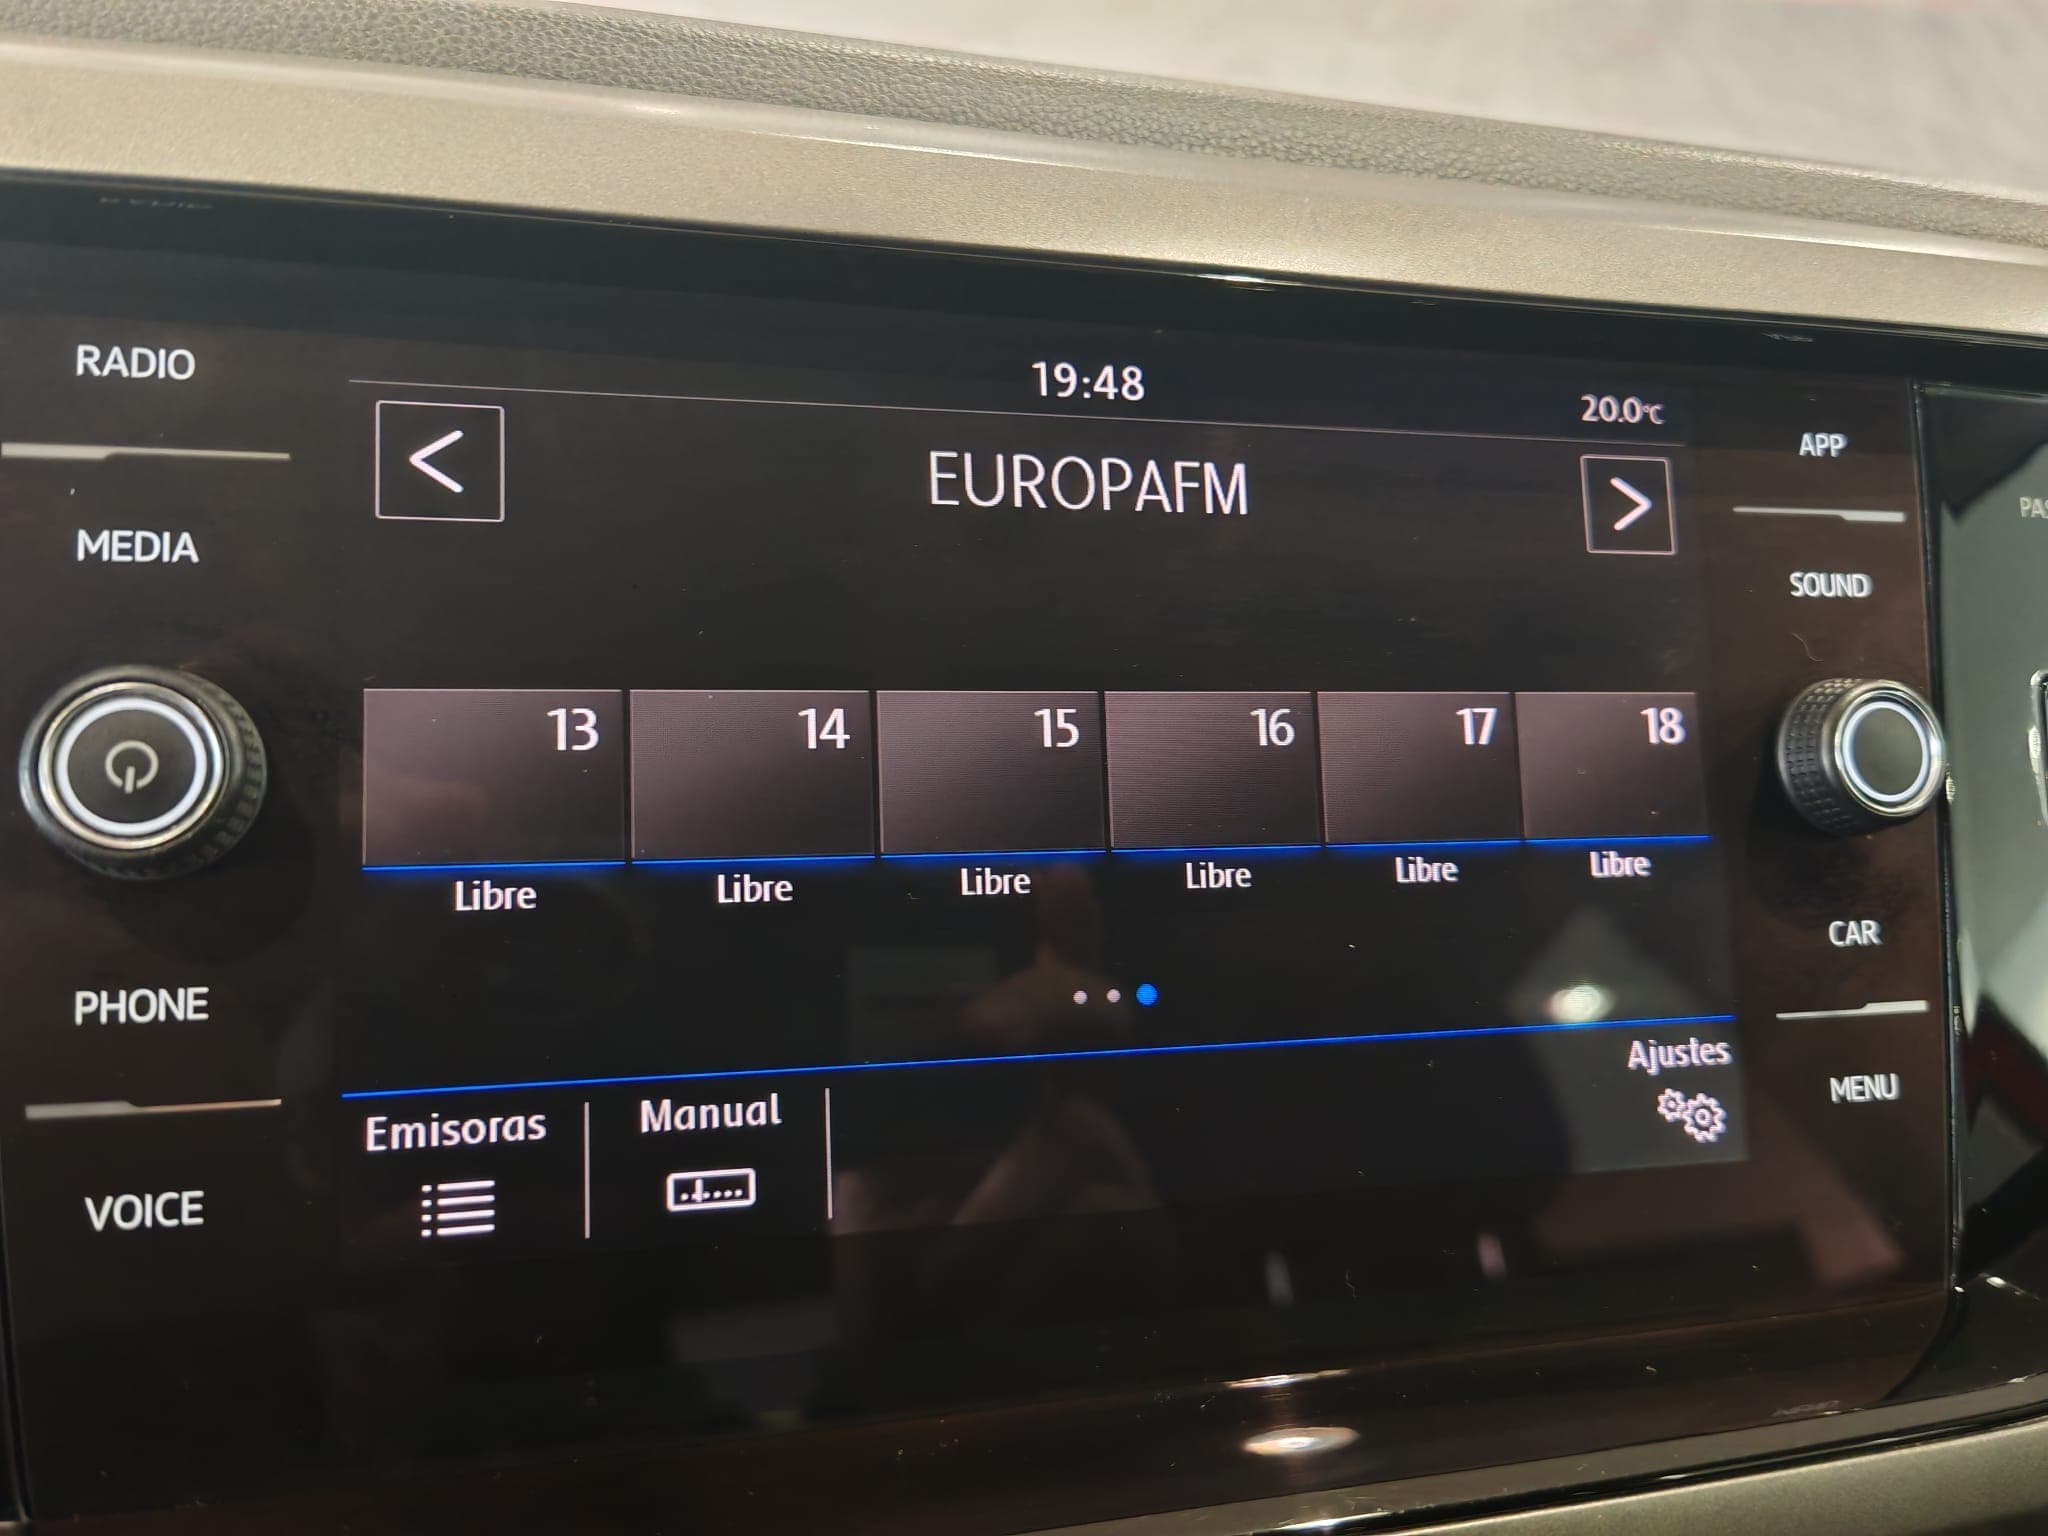 RADIO
MEDIA
PHONE
VOICE
19:48
20.0°C
<
EUROPAFM
>
13
14
15
16
17
18
Libre
Libre
Libre
Libre
Libre
Libre
Emisoras
Manual
Ajustes
APP
SOUND
CAR
MENU